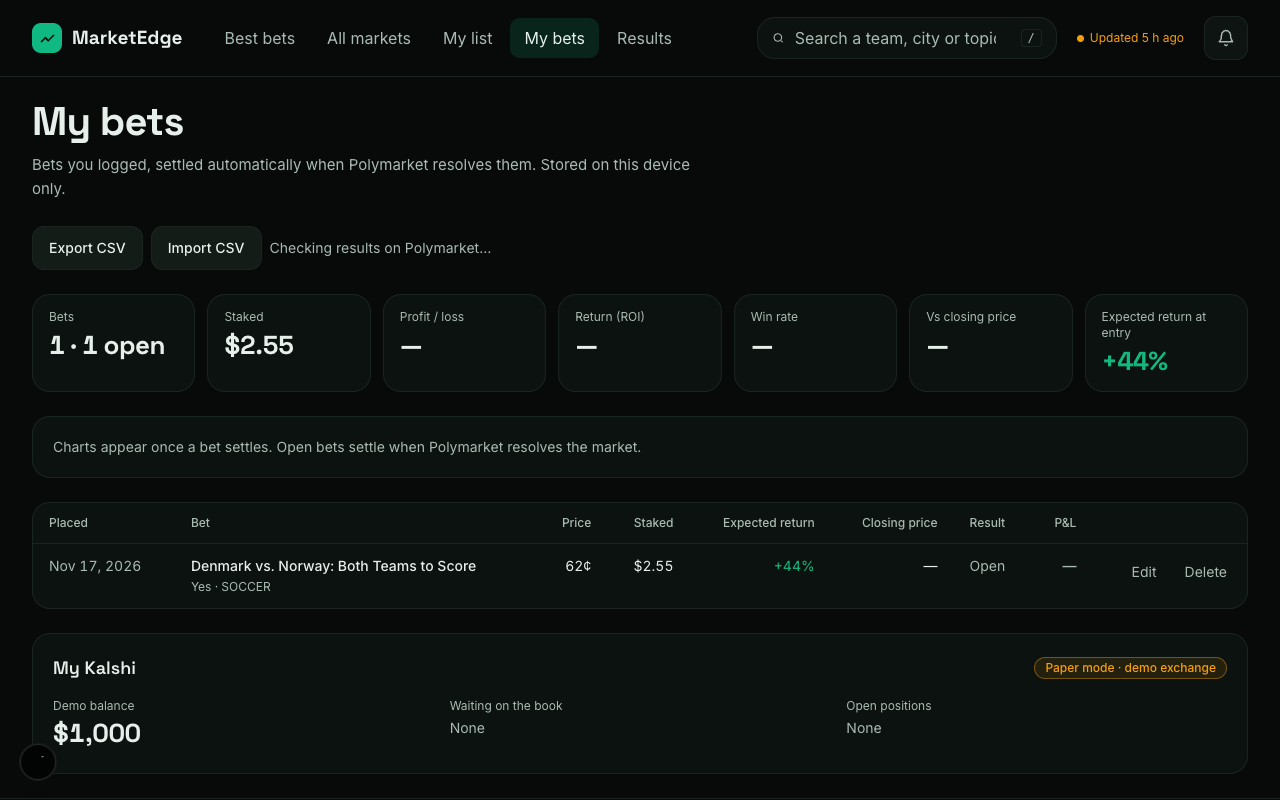 MarketEdge
Best bets
All markets
My list
My bets
Results
Search a team, city or topic
/
Updated 5 h ago
My bets
Bets you logged, settled automatically when Polymarket resolves them. Stored on this device
only.
Export CSV
Import CSV
Checking results on Polymarket…
Bets
1 · 1 open
Staked
$2.55
Profit / loss
—
Return (ROI)
—
Win rate
—
Vs closing price
—
Expected return at
entry
+44%
Charts appear once a bet settles. Open bets settle when Polymarket resolves the market.
Placed Bet Price Staked Expected return Closing price Result P&L
Nov 17, 2026 Denmark vs. Norway: Both Teams to Score 62¢ $2.55 +44% — Open — Edit Delete
Yes · SOCCER
My Kalshi
Paper mode · demo exchange
Demo balance
$1,000
Waiting on the book
None
Open positions
None